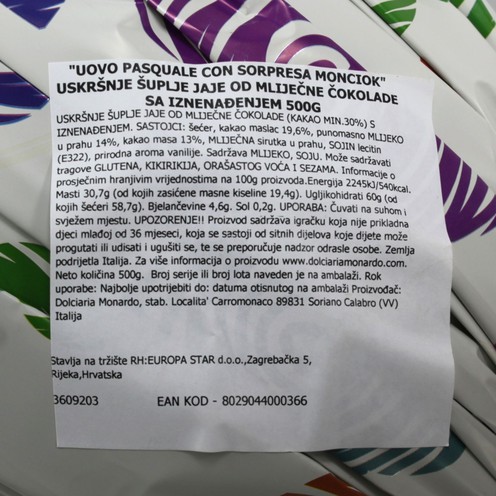 "UOVO PASQUALE CON SORPRESA MONCIOK"
USKRŠNJE ŠUPLJE JAJE OD MLIJEČNE ČOKOLADE
SA IZNENAĐENJEM 500G
USKRŠNJE ŠUPLJE JAJE OD MLIJEČNE ČOKOLADE (KAKAO MIN.30%) S
IZNENAĐENJEM. SASTOJCI: šećer, kakao maslac 19,6%, punomasno MLIJEKO
u prahu 14%, kakao masa 13%, MLIJEČNA sirutka u prahu, SOJIN lecitin
(E322), prirodna aroma vanilije. Sadržava MLIJEKO, SOJU. Može sadržavati
tragove GLUTENA, KIKIRIKIJA, ORAŠASTOG VOĆA I SEZAMA. Informacije o
prosječnim hranjivim vrijednostima na 100g proizvoda.Energija 2245kJ/540kcal.
Masti 30,7g (od kojih zasićene masne kiseline 19,4g). Ugljikohidrati 60g (od
kojih šećeri 58,7g). Bjelančevine 4,6g. Sol 0,2g. UPORABA: Čuvati na suhom i
svježem mjestu. UPOZORENJE!! Proizvod sadržava igračku koja nije prikladna
djeci mlađoj od 36 mjeseci, koja se sastoji od sitnih dijelova koje dijete može
progutati ili udisati i ugušiti se, te se preporučuje nadzor odrasle osobe. Zemlja
podrijetla Italija. Za više informacija o proizvodu www.dolciariamonardo.com.
Neto količina 500g. Broj serije ili broj lota naveden je na ambalaži. Rok
uporabe: Najbolje upotrijebiti do: datuma otisnutog na ambalaži Proizvođač:
Dolciaria Monardo, stab. Localita' Carromonaco 89831 Soriano Calabro (VV)
Italija
Stavlja na tržište RH:EUROPA STAR d.o.o.,Zagrebačka 5,
Rijeka,Hrvatska
3609203 EAN KOD - 8029044000366